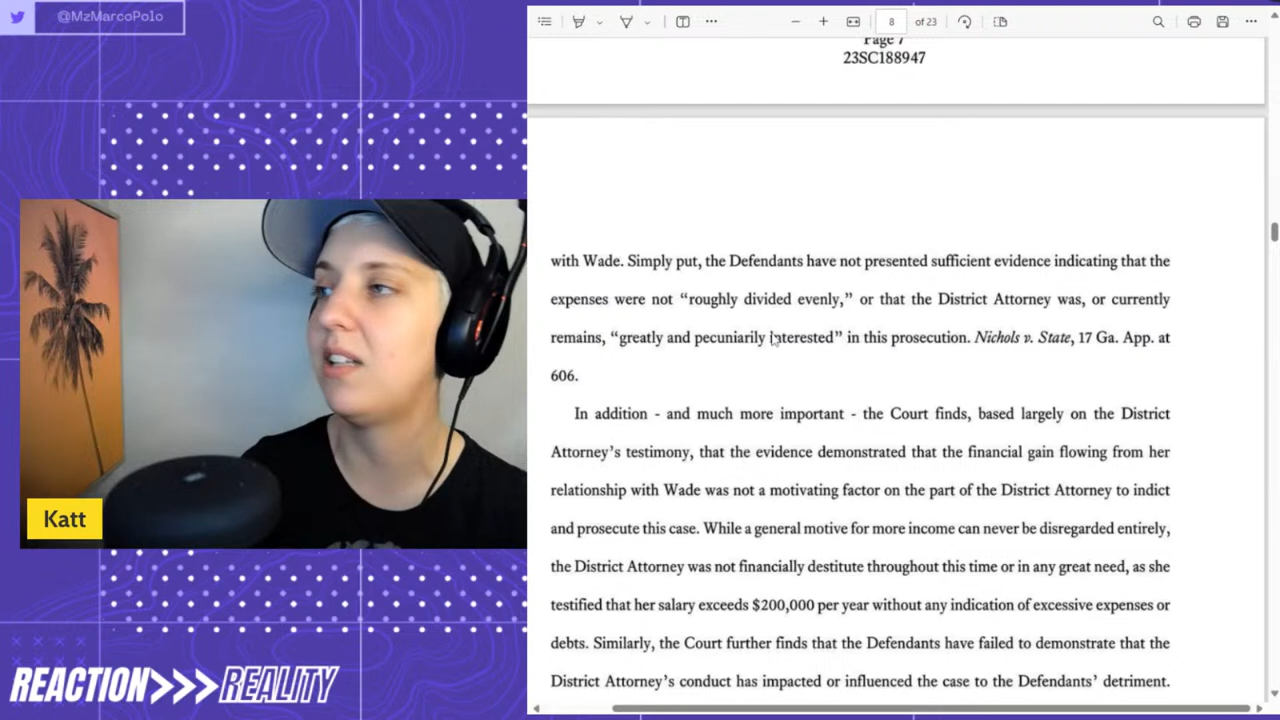 @MzMarcoPolo
8
of 23
Page 7
23SC188947
with Wade. Simply put, the Defendants have not presented sufficient evidence indicating that the
expenses were not “roughly divided evenly,” or that the District Attorney was, or currently
remains, “greatly and pecuniarily interested” in this prosecution. Nichols v. State, 17 Ga. App. at
606.
In addition - and much more important - the Court finds, based largely on the District
Attorney’s testimony, that the evidence demonstrated that the financial gain flowing from her
relationship with Wade was not a motivating factor on the part of the District Attorney to indict
and prosecute this case. While a general motive for more income can never be disregarded entirely,
the District Attorney was not financially destitute throughout this time or in any great need, as she
testified that her salary exceeds $200,000 per year without any indication of excessive expenses or
debts. Similarly, the Court further finds that the Defendants have failed to demonstrate that the
District Attorney’s conduct has impacted or influenced the case to the Defendants’ detriment.
Katt
REACTION>>>REALITY